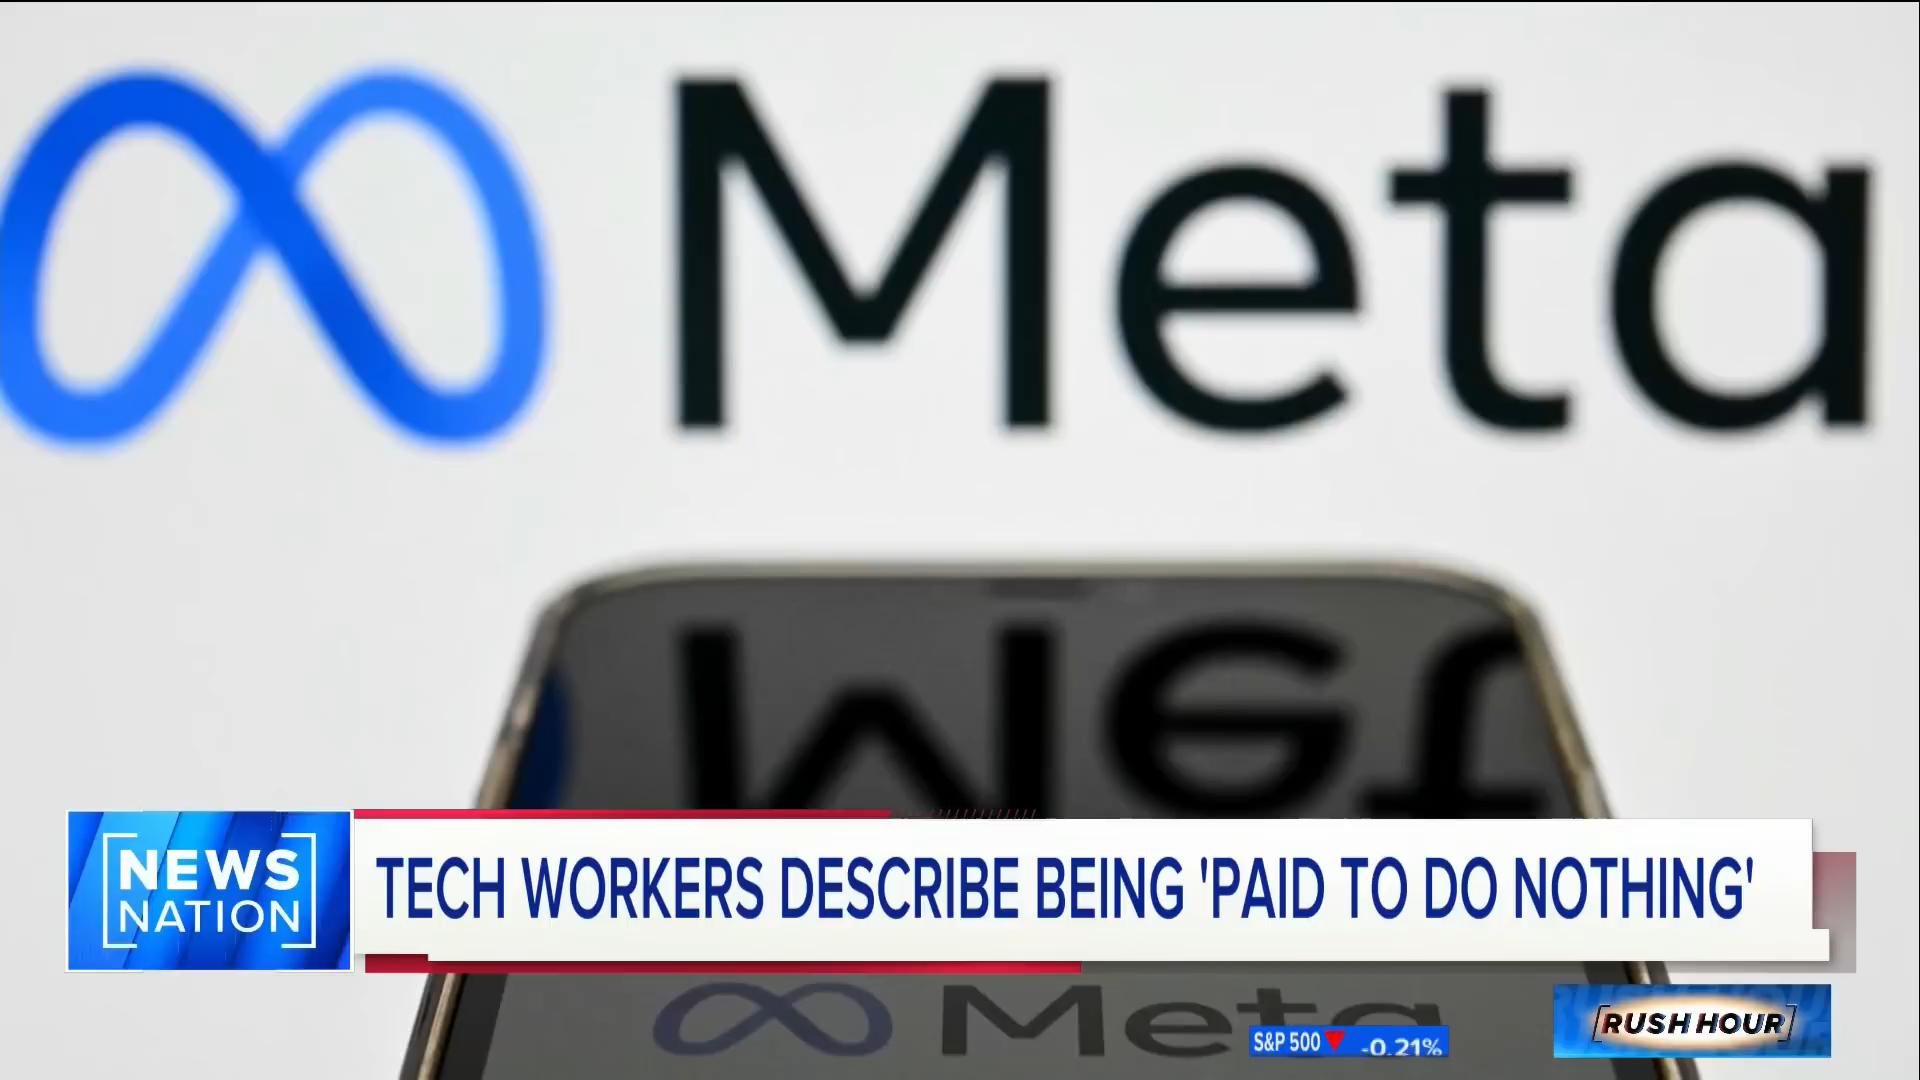 Meta
NEWS
NATION
TECH WORKERS DESCRIBE BEING 'PAID TO DO NOTHING'
Meta
S&P 500 -0.21%
RUSH HOUR